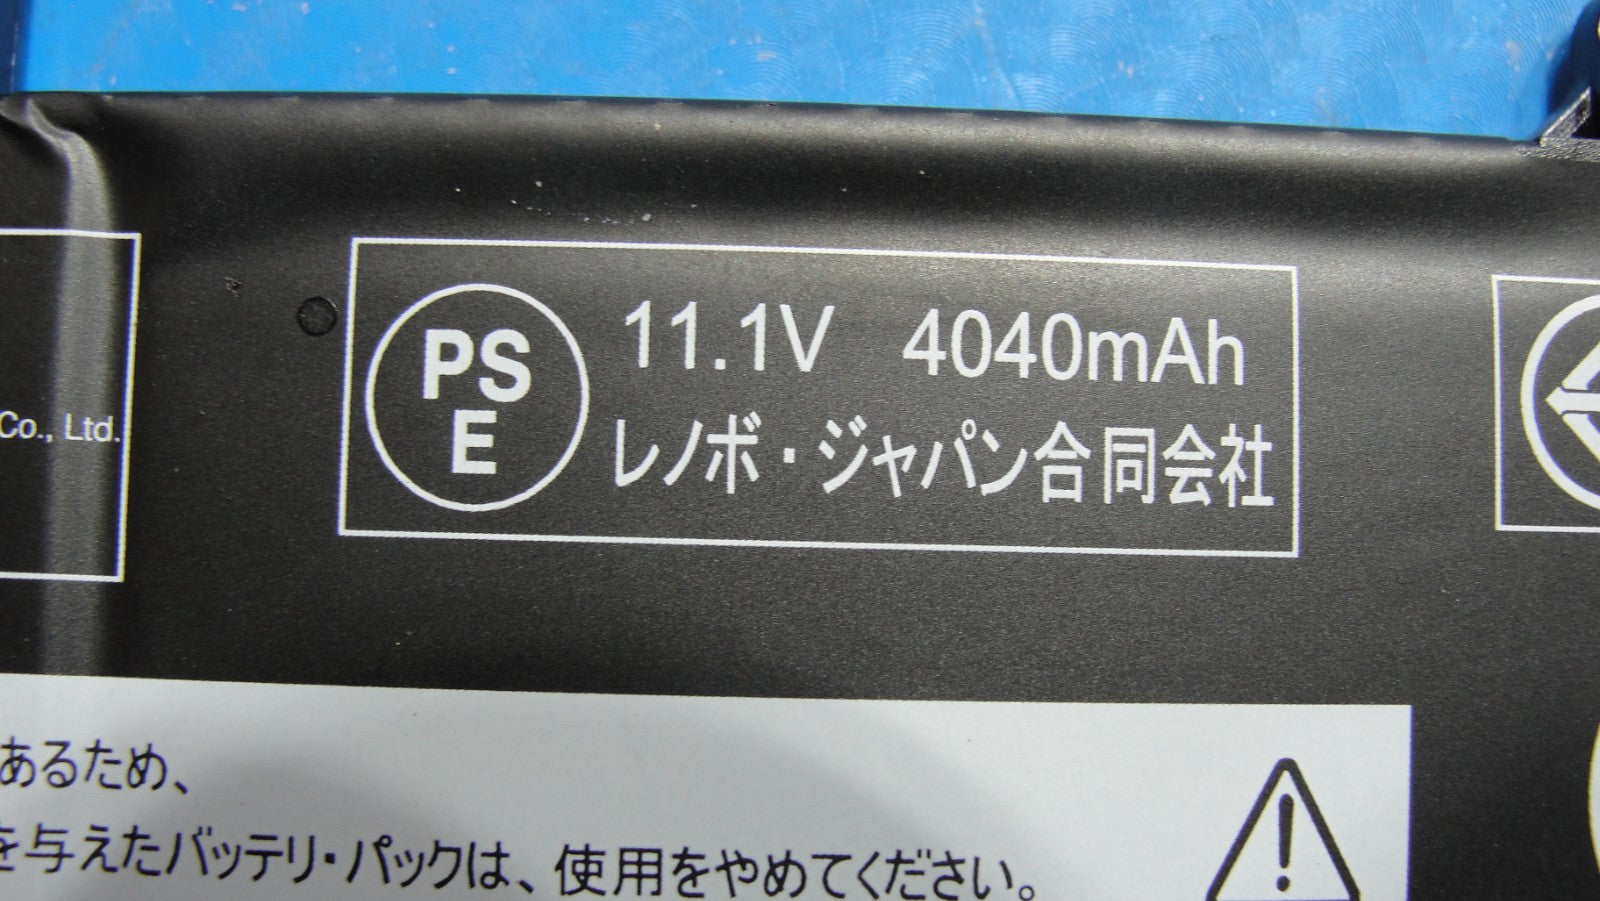 Co., Ltd.
PS
E
11.1V 4040mAh
レノボ・ジャパン合同会社
あるため、
を与えたバッテリ・パックは、使用をやめてください。